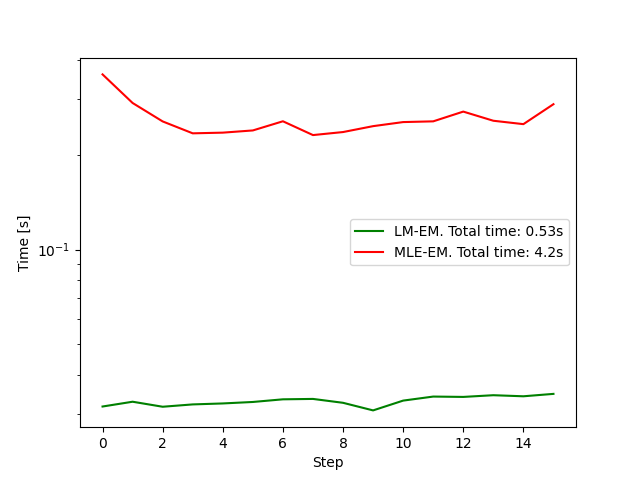 Time [s]
10⁻¹
LM-EM. Total time: 0.53s
MLE-EM. Total time: 4.2s
0 2 4 6 8 10 12 14
Step